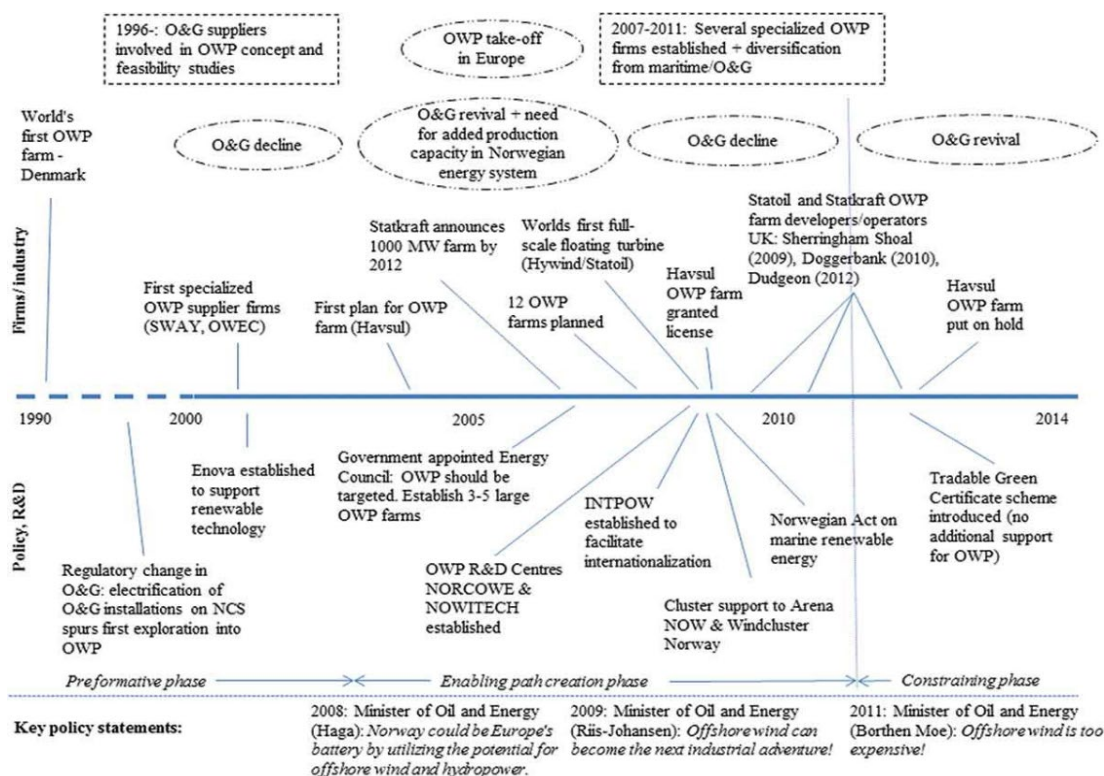 1996-: O&G suppliers
involved in OWP concept and
feasibility studies
OWP take-off
in Europe
2007-2011: Several specialized OWP
firms established + diversification
from maritime/O&G
World's
first OWP
farm -
Denmark
O&G decline
O&G revival + need
for added production
capacity in Norwegian
energy system
O&G decline
O&G revival
Firms/ industry
First specialized
OWP supplier firms
(SWAY, OWEC)
Statkraft announces
1000 MW farm by
2012
First plan for OWP
farm (Havsul)
Worlds first full-
scale floating turbine
(Hywind/Statoil)
12 OWP
farms planned
Havsul
OWP farm
granted
license
Statoil and Statkraft OWP
farm developers/operators
UK: Sherringham Shoal
(2009), Doggerbank (2010),
Dudgeon (2012)
Havsul
OWP farm
put on hold
1990
2000
2005
2010
2014
Policy, R&D
Regulatory change in
O&G: electrification of
O&G installations on NCS
spurs first exploration into
OWP
Enova established
to support
renewable
technology
Government appointed Energy
Council: OWP should be
targeted. Establish 3-5 large
OWP farms
OWP R&D Centres
NORCOWE &
NOWITECH
established
INTPOW
established to
facilitate
internationalization
Cluster support to Arena
NOW & Windcluster
Norway
Norwegian Act on
marine renewable
energy
Tradable Green
Certificate scheme
introduced (no
additional support
for OWP)
Preformative phase
Enabling path creation phase
Constraining phase
Key policy statements:
2008: Minister of Oil and Energy
(Haga): Norway could be Europe's
battery by utilizing the potential for
offshore wind and hydropower.
2009: Minister of Oil and Energy
(Riis-Johansen): Offshore wind can
become the next industrial adventure!
2011: Minister of Oil and Energy
(Borthen Moe): Offshore wind is too
expensive!